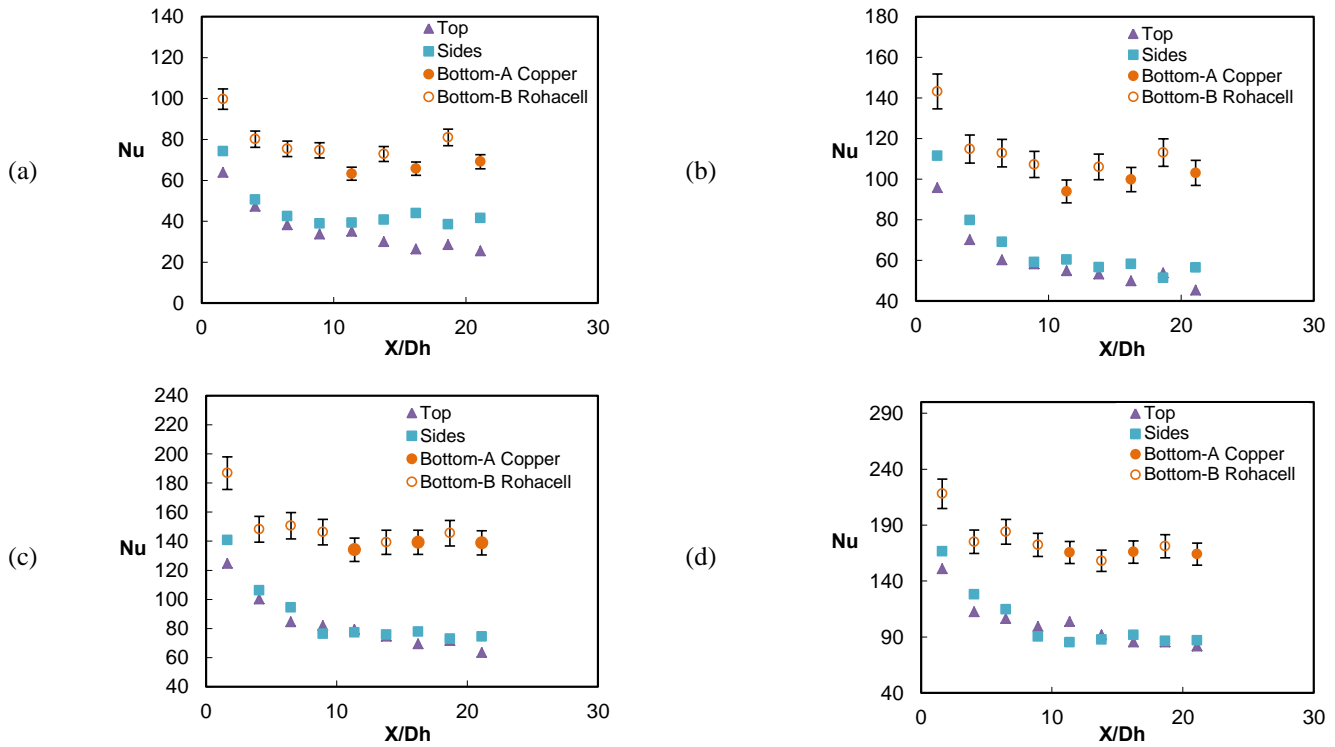 (a)
140
120
100
80
60
40
20
0
Nu
0 10 20 30
X/Dh
Top
Sides
Bottom-A Copper
Bottom-B Rohacell
(b)
180
160
140
120
100
80
60
40
Nu
0 10 20 30
X/Dh
Top
Sides
Bottom-A Copper
Bottom-B Rohacell
(c)
240
220
200
180
160
140
120
100
80
60
40
Nu
0 10 20 30
X/Dh
Top
Sides
Bottom-A Copper
Bottom-B Rohacell
(d)
290
240
190
140
90
40
Nu
0 10 20 30
X/Dh
Top
Sides
Bottom-A Copper
Bottom-B Rohacell